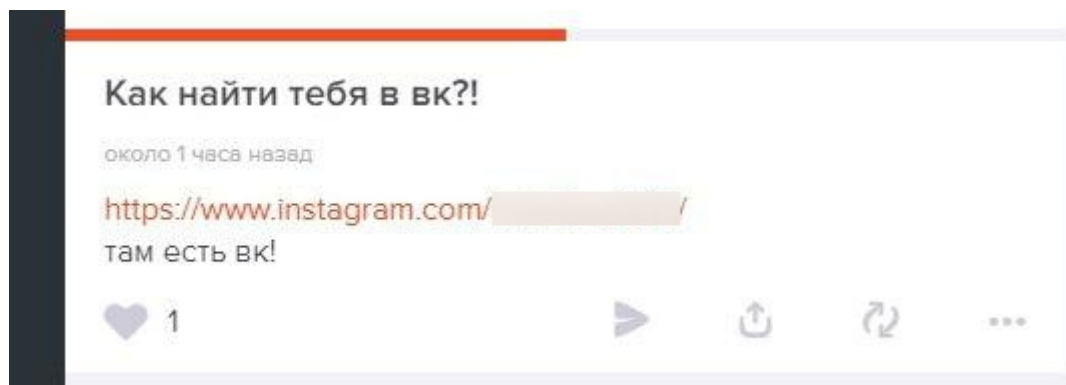 Как найти тебя в вк?!
около 1 часа назад
https://www.instagram.com/ /
там есть вк!
1